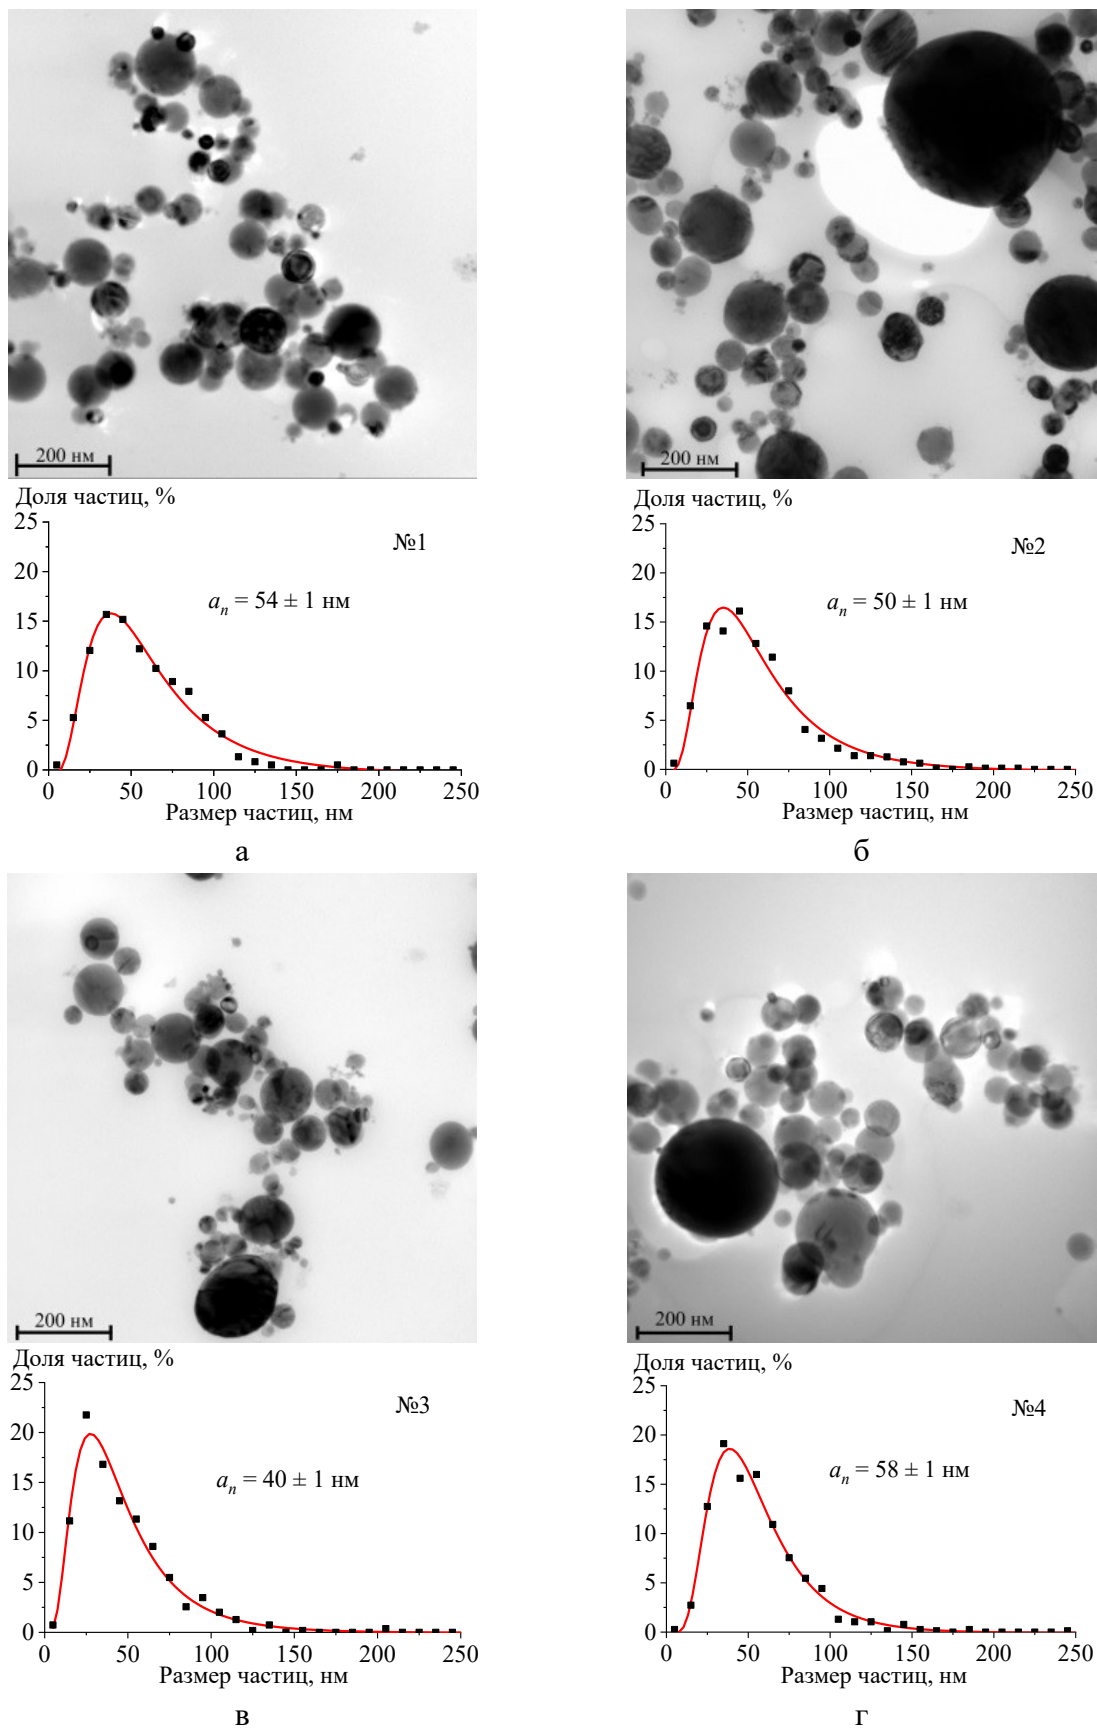 200 нм
200 нм
Доля частиц, %
25
20
15
10
5
0
№1
aₙ = 54 ± 1 нм
0 50 100 150 200 250
Размер частиц, нм
а
Доля частиц, %
25
20
15
10
5
0
№2
aₙ = 50 ± 1 нм
0 50 100 150 200 250
Размер частиц, нм
б
200 нм
200 нм
Доля частиц, %
25
20
15
10
5
0
№3
aₙ = 40 ± 1 нм
0 50 100 150 200 250
Размер частиц, нм
в
Доля частиц, %
25
20
15
10
5
0
№4
aₙ = 58 ± 1 нм
0 50 100 150 200 250
Размер частиц, нм
г